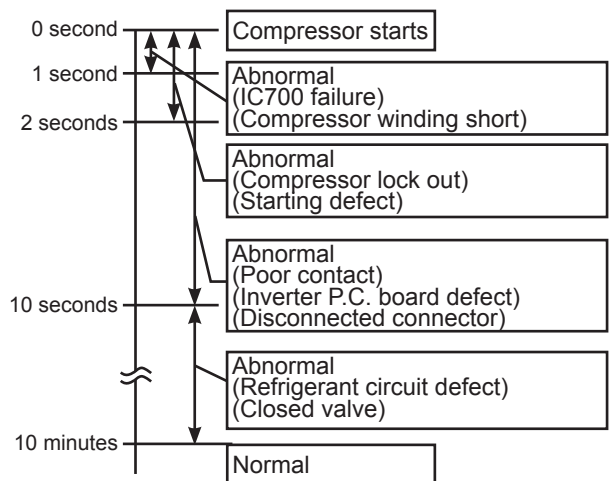 0 second
Compressor starts
1 second
Abnormal
(IC700 failure)
(Compressor winding short)
2 seconds
Abnormal
(Compressor lock out)
(Starting defect)
Abnormal
(Poor contact)
(Inverter P.C. board defect)
(Disconnected connector)
10 seconds
Abnormal
(Refrigerant circuit defect)
(Closed valve)
10 minutes
Normal